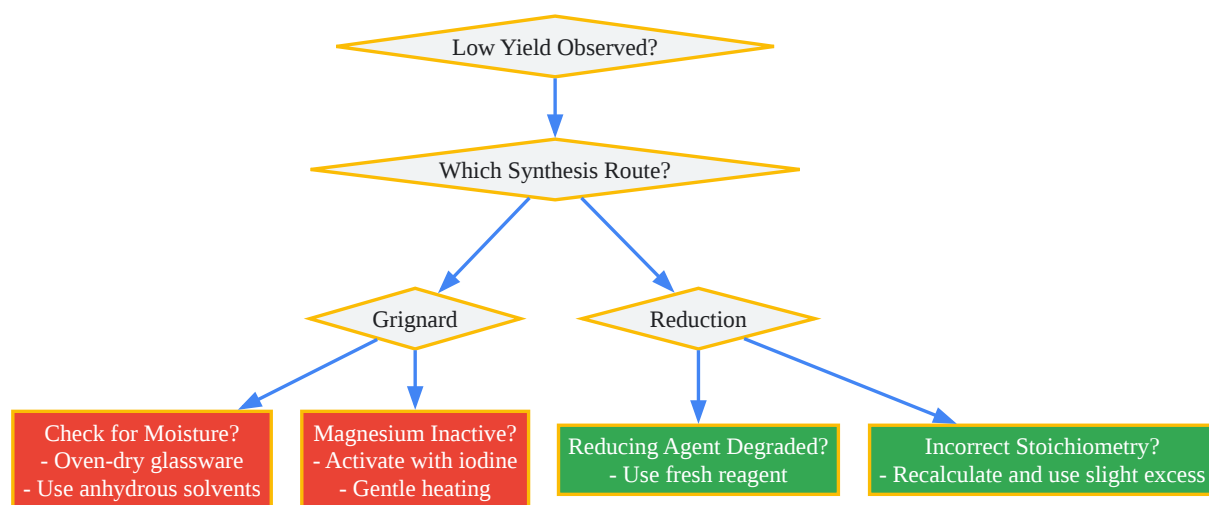 Low Yield Observed?
Which Synthesis Route?
Grignard
Reduction
Check for Moisture?
- Oven-dry glassware
- Use anhydrous solvents
Magnesium Inactive?
- Activate with iodine
- Gentle heating
Reducing Agent Degraded?
- Use fresh reagent
Incorrect Stoichiometry?
- Recalculate and use slight excess